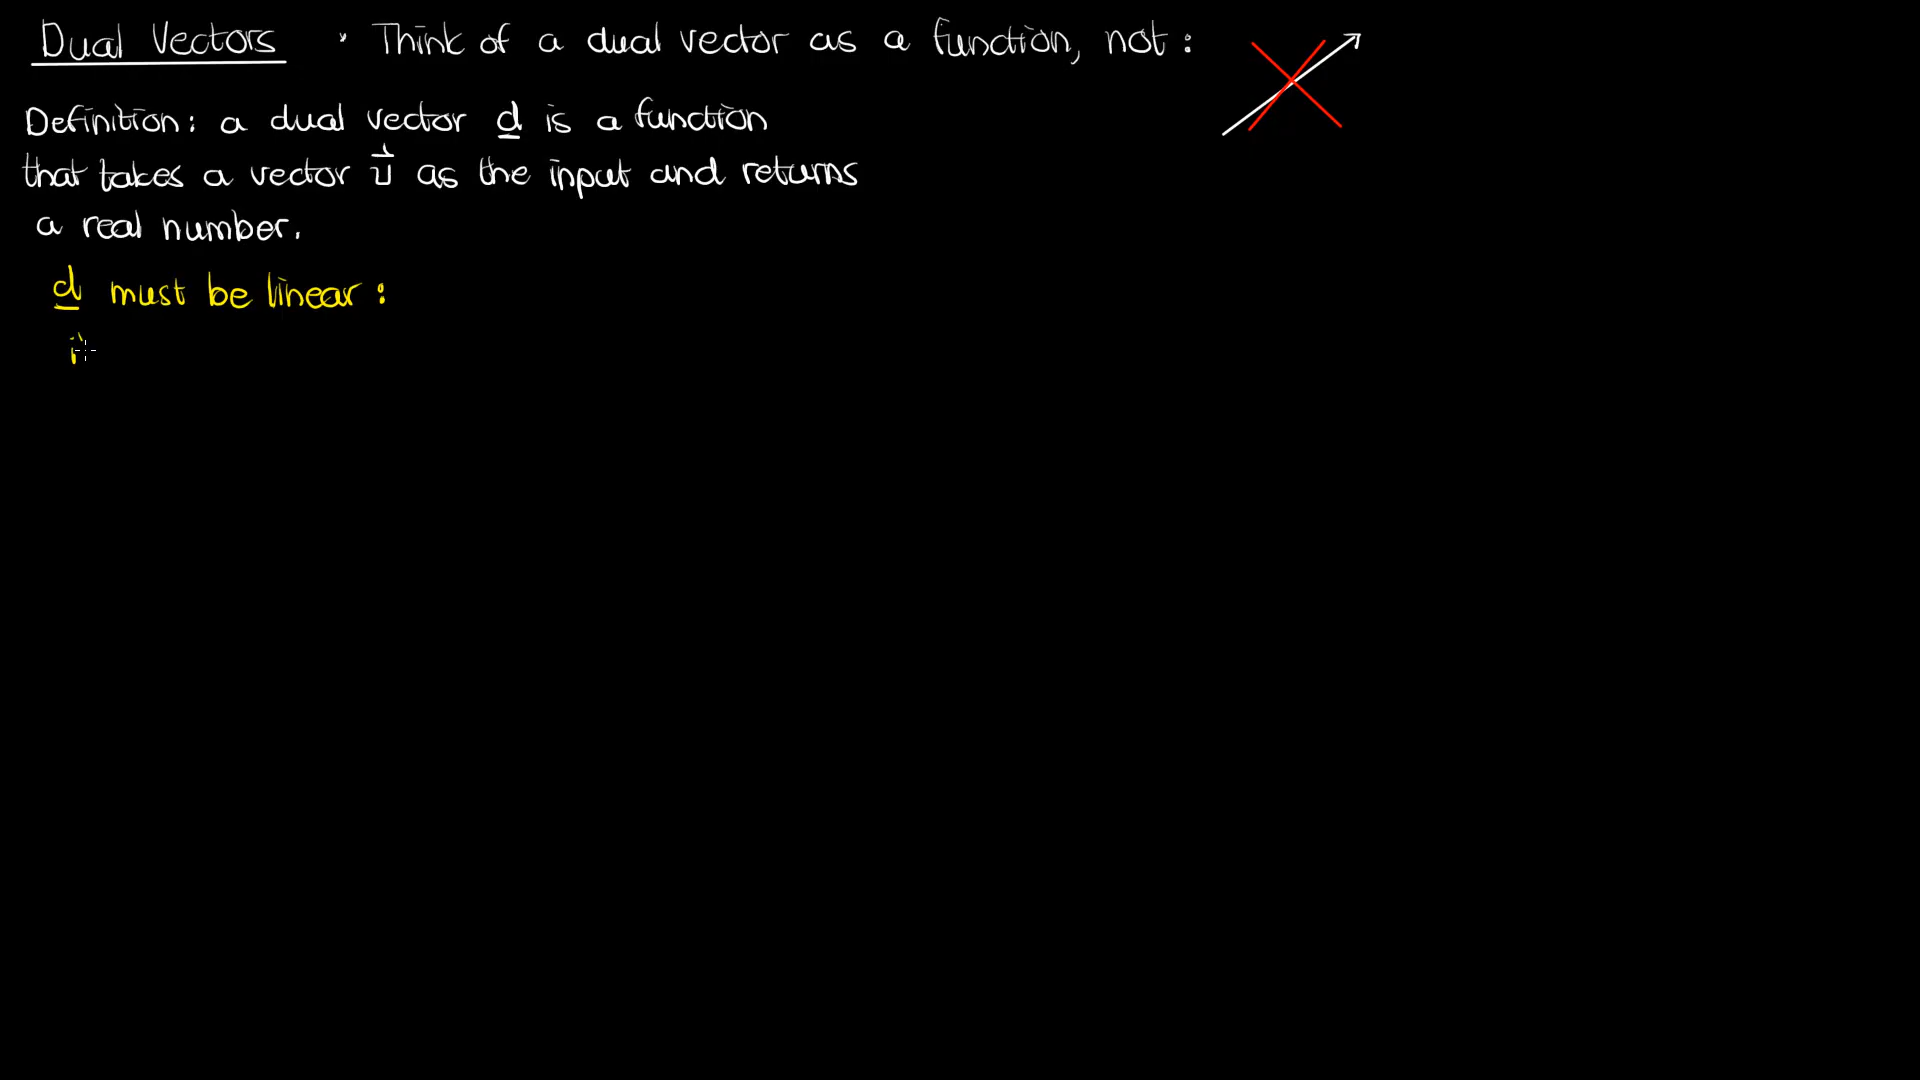 Dual Vectors · Think of a dual vector as a function, not:
Definition: a dual vector d is a function
that takes a vector v⃗ as the input and returns
a real number.
d must be linear: